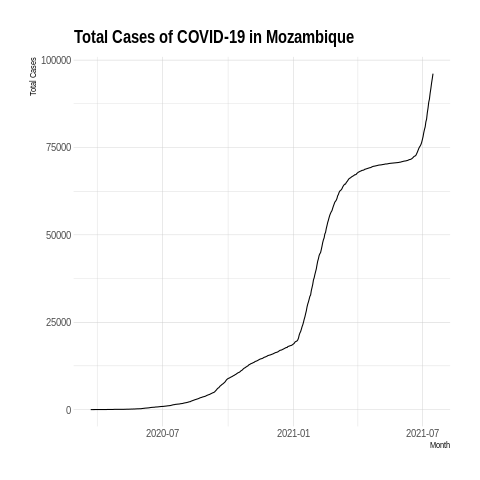 Total Cases of COVID-19 in Mozambique
Total Cases
100000
75000
50000
25000
0
2020-07
2021-01
2021-07
Month